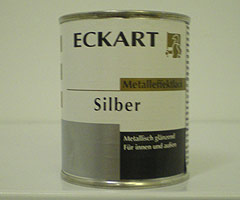 ECKART
Silber
Metallisch glänzend
Für innen und außen